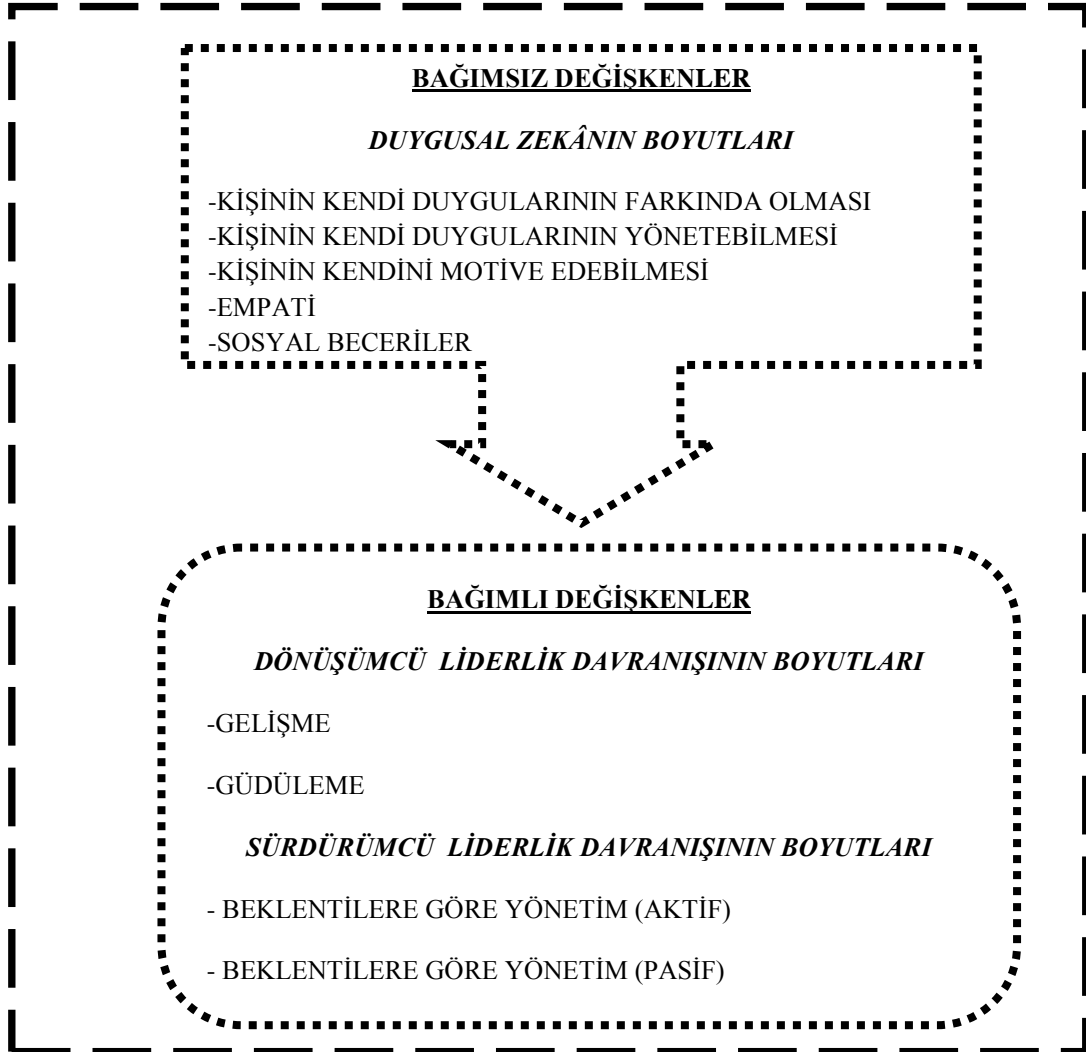 BAĞIMSIZ DEĞİŞKENLER
DUYGUSAL ZEKÂNIN BOYUTLARI
-KİŞİNİN KENDİ DUYGULARININ FARKINDA OLMASI
-KİŞİNİN KENDİ DUYGULARININ YÖNETEBİLMESİ
-KİŞİNİN KENDİNİ MOTİVE EDEBİLMESİ
-EMPATİ
-SOSYAL BECERİLER
BAĞIMLI DEĞİŞKENLER
DÖNÜŞÜMCÜ LİDERLİK DAVRANIŞININ BOYUTLARI
-GELİŞME
-GÜDÜLEME
SÜRDÜRÜMCÜ LİDERLİK DAVRANIŞININ BOYUTLARI
- BEKLENTİLERE GÖRE YÖNETİM (AKTİF)
- BEKLENTİLERE GÖRE YÖNETİM (PASİF)